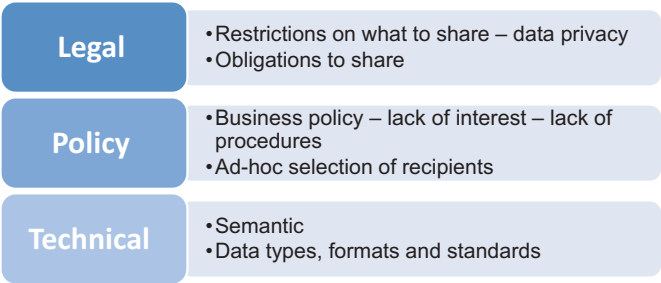 Legal
•Restrictions on what to share – data privacy
•Obligations to share
Policy
•Business policy – lack of interest – lack of
procedures
•Ad-hoc selection of recipients
Technical
•Semantic
•Data types, formats and standards